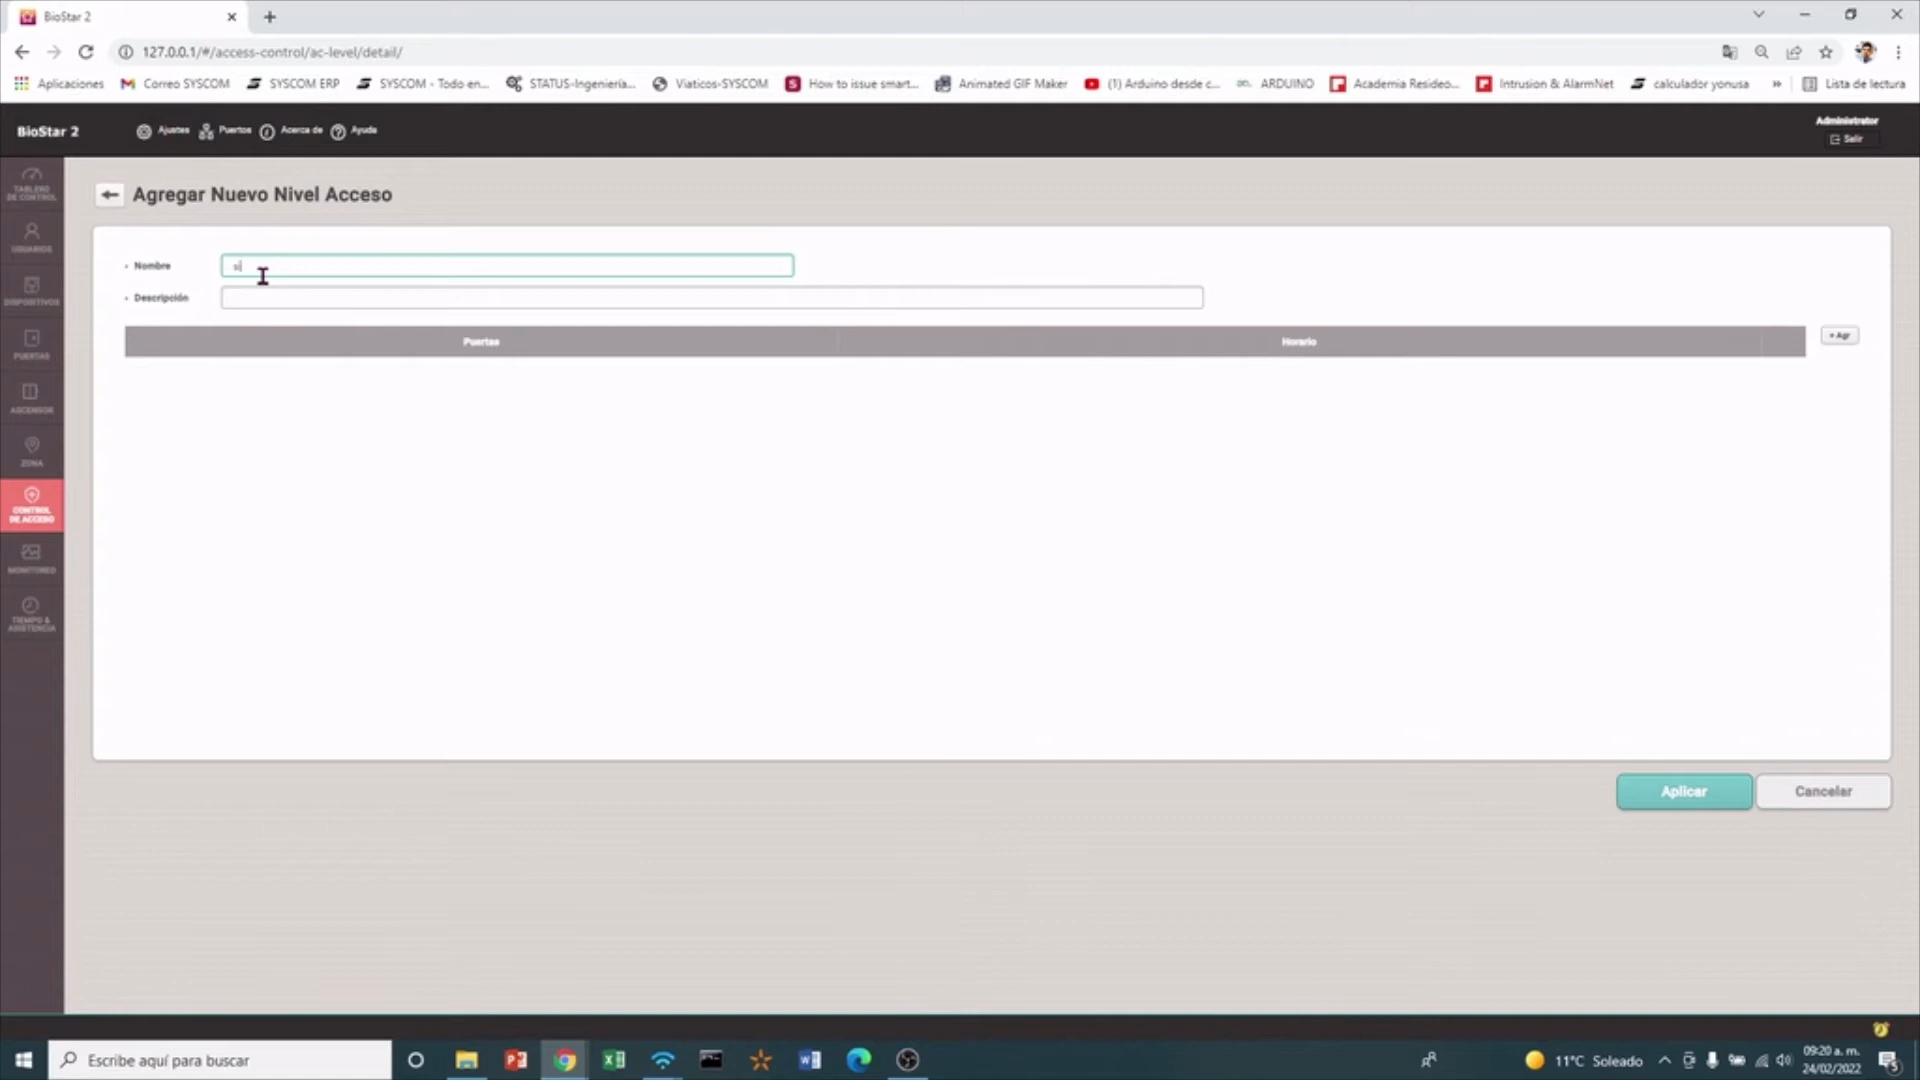 BioStar 2
127.0.0.1/#/access-control/ac-level/detail/
Aplicaciones
Correo SYSCOM
SYSCOM ERP
SYSCOM - Todo en...
STATUS-Ingeniería...
Viaticos-SYSCOM
How to issue smart...
Animated GIF Maker
(1) Arduino desde c...
ARDUINO
Academia Resideo...
Intrusion & AlarmNet
calculador yonusa
»
Lista de lectura
BioStar 2
Ajustes
Puertos
Acerca de
Ayuda
Administrator
Salir
TABLERO
DE CONTROL
USUARIOS
DISPOSITIVOS
PUERTAS
ASCENSOR
ZONA
CONTROL
DE ACCESO
MONITOREO
TIEMPO &
ASISTENCIA
Agregar Nuevo Nivel Acceso
• Nombre
• Descripción
Puertas
Horario
+ Agr
Aplicar
Cancelar
Escribe aquí para buscar
11°C Soleado
09:20 a. m.
24/02/2022
5